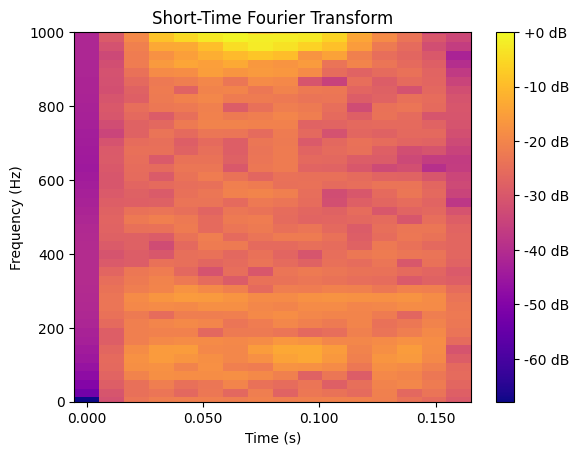 Short-Time Fourier Transform
1000
800
600
400
200
0
Frequency (Hz)
0.000
0.050
0.100
0.150
Time (s)
+0 dB
-10 dB
-20 dB
-30 dB
-40 dB
-50 dB
-60 dB